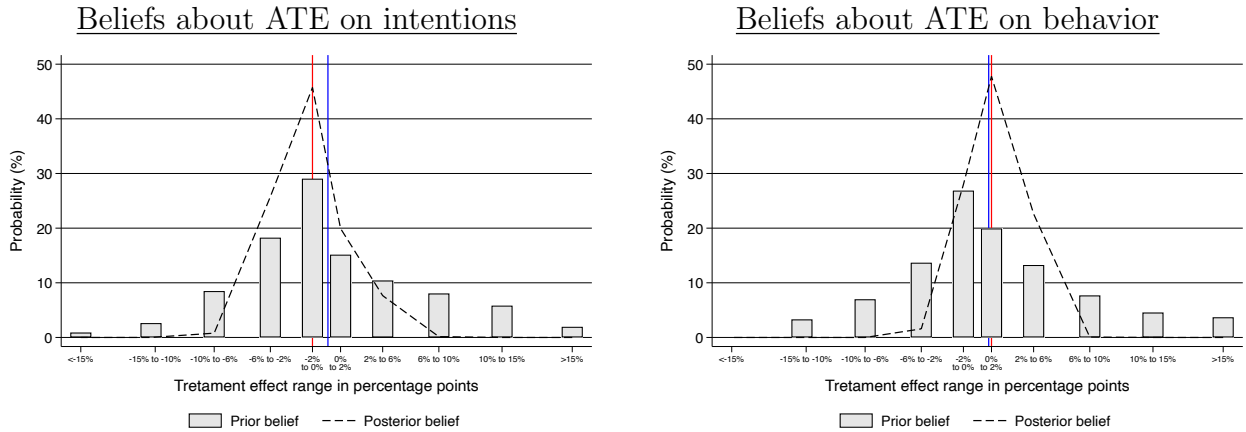 Beliefs about ATE on intentions
50
40
30
20
10
0
Probability (%)
<-15% -15% to -10% -10% to -6% -6% to -2% -2% to 0% 0% to 2% 2% to 6% 6% to 10% 10% to 15% >15%
Tretament effect range in percentage points
Prior belief Posterior belief
Beliefs about ATE on behavior
50
40
30
20
10
0
Probability (%)
<-15% -15% to -10% -10% to -6% -6% to -2% -2% to 0% 0% to 2% 2% to 6% 6% to 10% 10% to 15% >15%
Tretament effect range in percentage points
Prior belief Posterior belief